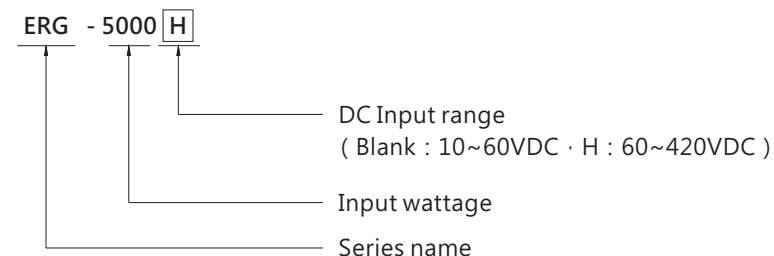 ERG - 5000 H
DC Input range
( Blank : 10~60VDC · H : 60~420VDC )
Input wattage
Series name